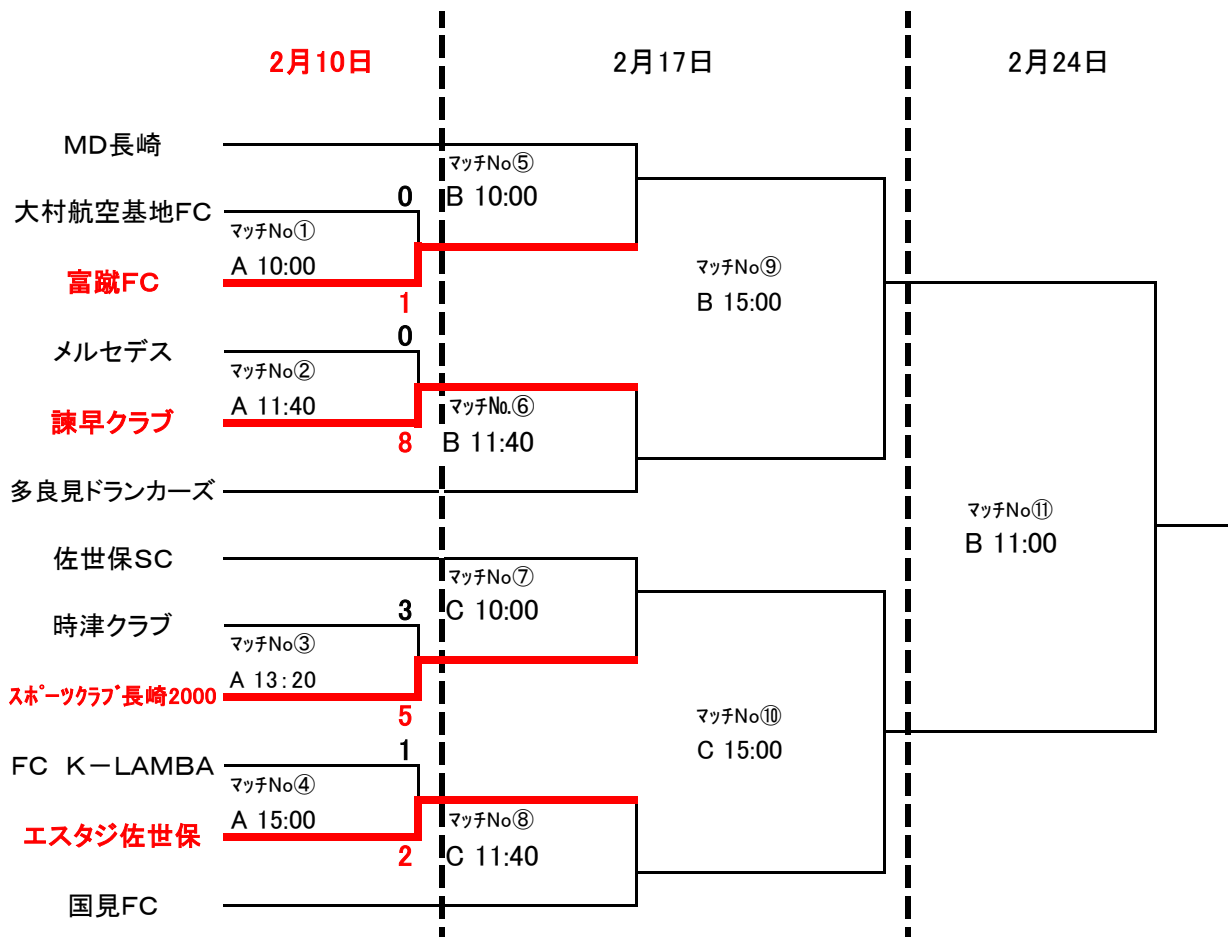 2月10日
2月17日
2月24日
MD長崎
マッチNo⑤
B 10:00
大村航空基地FC
0
マッチNo①
A 10:00
富蹴FC
1
マッチNo⑨
B 15:00
メルセデス
0
マッチNo②
A 11:40
諫早クラブ
8
マッチ№.⑥
B 11:40
多良見ドランカーズ
マッチNo⑪
B 11:00
佐世保SC
マッチNo⑦
C 10:00
時津クラブ
3
マッチNo③
A 13:20
スポーツクラブ長崎2000
5
マッチNo⑩
C 15:00
FC K-LAMBA
1
マッチNo④
A 15:00
エスタジ佐世保
2
マッチNo⑧
C 11:40
国見FC